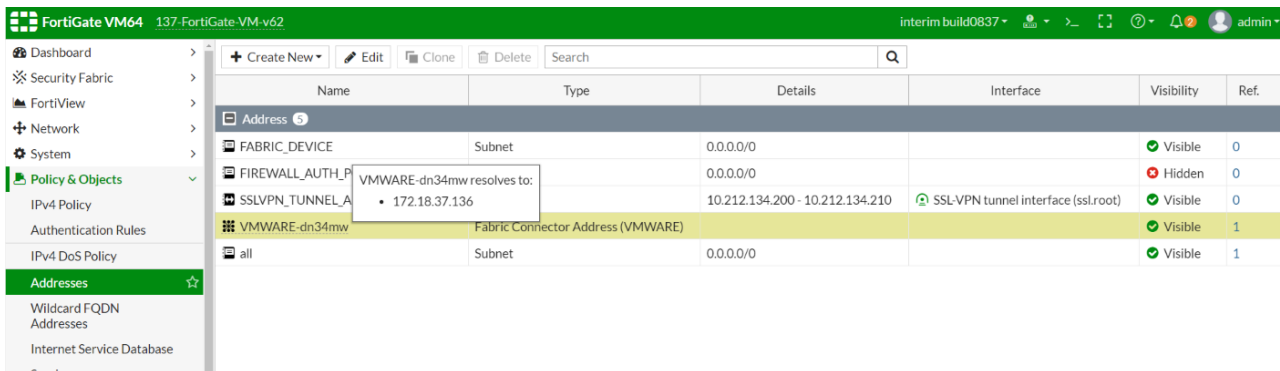 FortiGate VM64 137-FortiGate-VM-v62 interim build0837 >_ 2 admin
Dashboard
Security Fabric
FortiView
Network
System
Policy & Objects
IPv4 Policy
Authentication Rules
IPv4 DoS Policy
Addresses
Wildcard FQDN
Addresses
Internet Service Database
+ Create New Edit Clone Delete Search
Name Type Details Interface Visibility Ref.
Address 5
FABRIC_DEVICE Subnet 0.0.0.0/0 Visible 0
FIREWALL_AUTH_P 0.0.0.0/0 Hidden 0
SSLVPN_TUNNEL_A 10.212.134.200 - 10.212.134.210 SSL-VPN tunnel interface (ssl.root) Visible 0
VMWARE-dn34mw Fabric Connector Address (VMWARE) Visible 1
all Subnet 0.0.0.0/0 Visible 1
VMWARE-dn34mw resolves to:
• 172.18.37.136